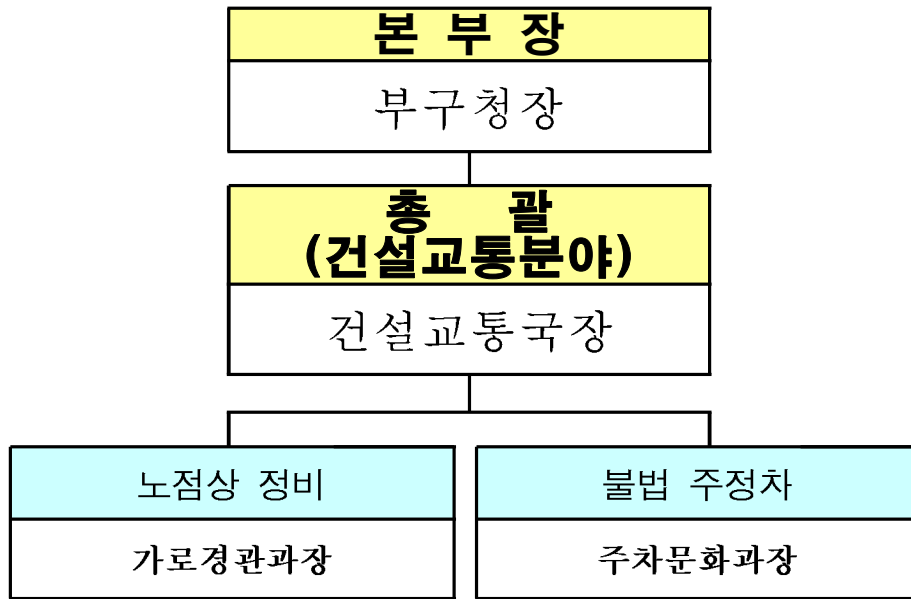 본 부 장
부구청장
총 괄
(건설교통분야)
건설교통국장
노점상 정비
불법 주정차
가로경관과장
주차문화과장